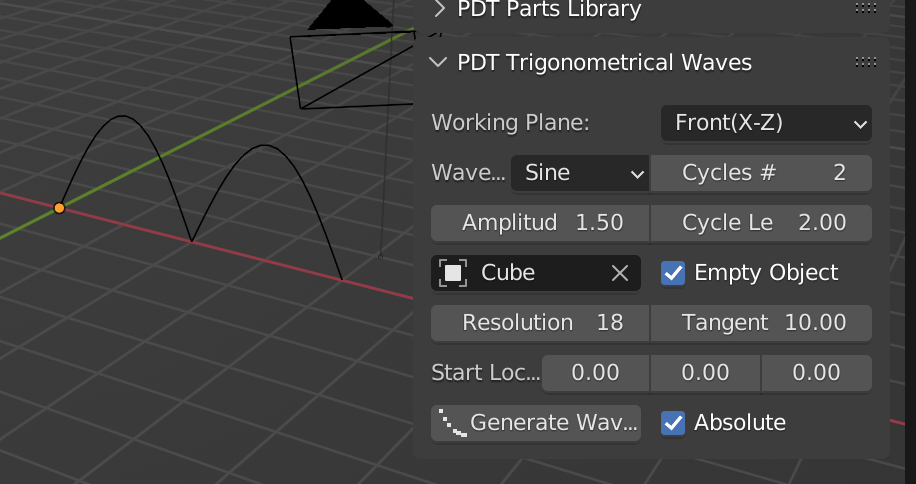 PDT Parts Library
PDT Trigonometrical Waves
Working Plane: Front(X-Z)
Wave... Sine Cycles # 2
Amplitud 1.50 Cycle Le 2.00
Cube Empty Object
Resolution 18 Tangent 10.00
Start Loc... 0.00 0.00 0.00
Generate Wav... Absolute